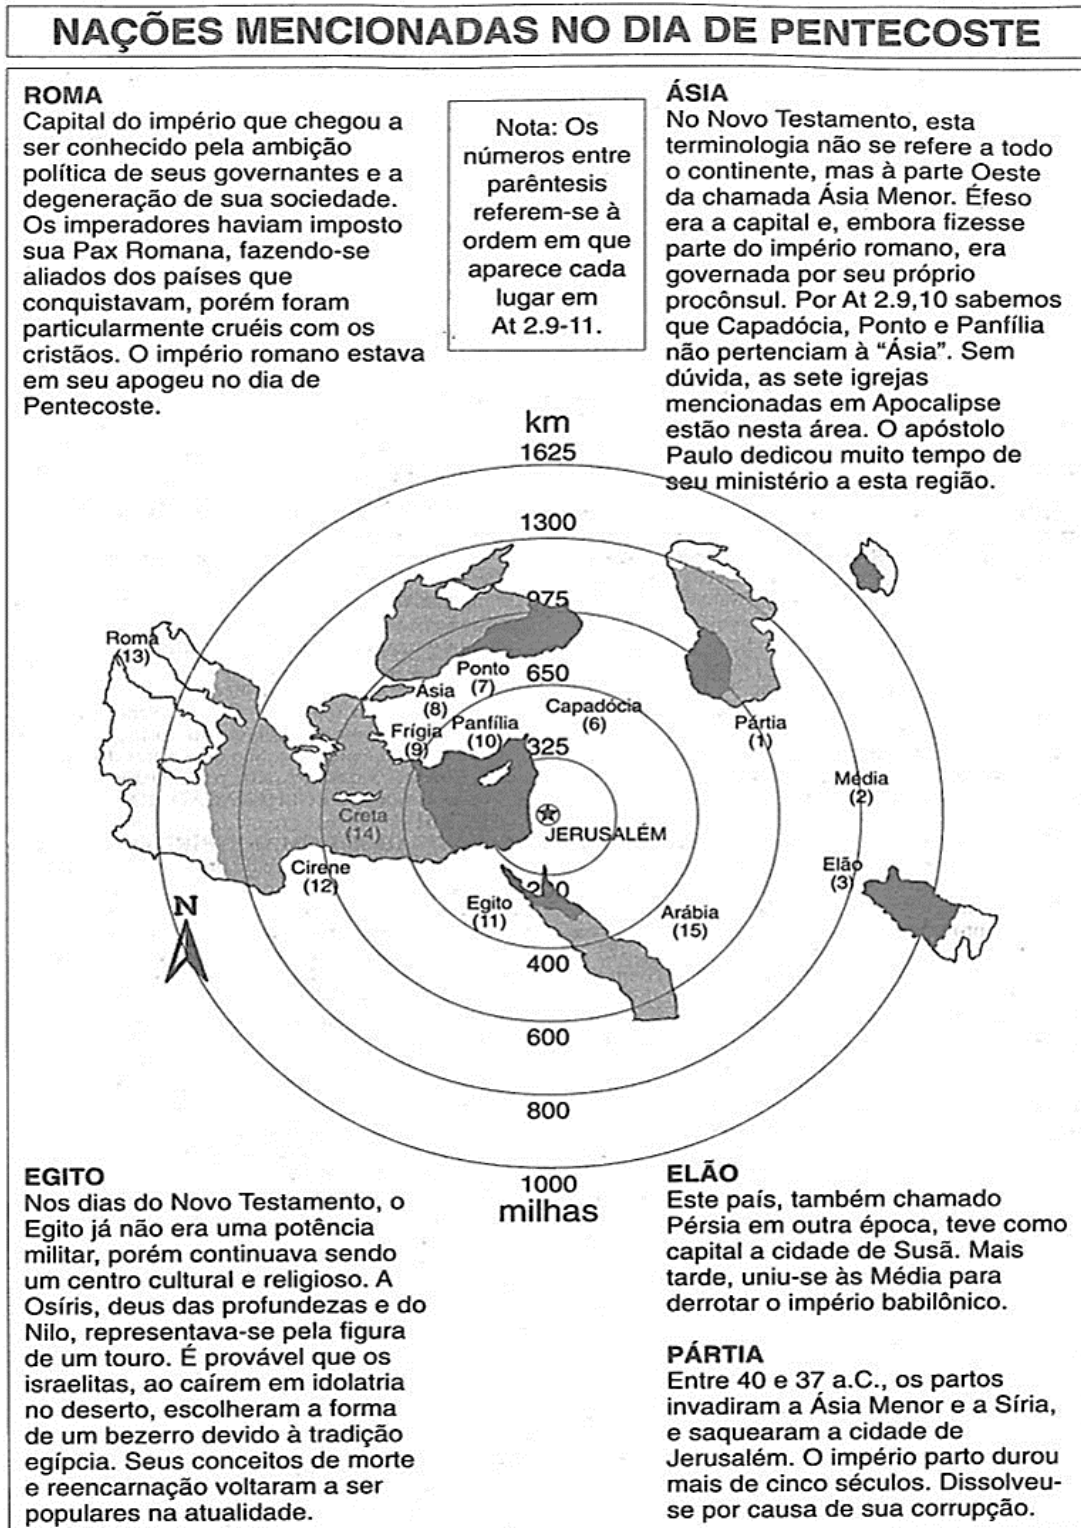 NAÇÕES MENCIONADAS NO DIA DE PENTECOSTE
ROMA
Capital do império que chegou a
ser conhecido pela ambição
política de seus governantes e a
degeneração de sua sociedade.
Os imperadores haviam imposto
sua Pax Romana, fazendo-se
aliados dos países que
conquistavam, porém foram
particularmente cruéis com os
cristãos. O império romano estava
em seu apogeu no dia de
Pentecoste.
Nota: Os
números entre
parêntesis
referem-se à
ordem em que
aparece cada
lugar em
At 2.9-11.
ÁSIA
No Novo Testamento, esta
terminologia não se refere a todo
o continente, mas à parte Oeste
da chamada Ásia Menor. Éfeso
era a capital e, embora fizesse
parte do império romano, era
governada por seu próprio
procônsul. Por At 2.9,10 sabemos
que Capadócia, Ponto e Panfília
não pertenciam à “Ásia”. Sem
dúvida, as sete igrejas
mencionadas em Apocalipse
estão nesta área. O apóstolo
Paulo dedicou muito tempo de
seu ministério a esta região.
km
1625
1300
975
Roma
(13)
Ponto
(7)
650
Ásia
(8)
Capadócia
(6)
Frígia
(9)
Panfília
(10)
Pártia
(1)
325
Média
(2)
Creta
(14)
JERUSALÉM
Cirene
(12)
Elão
(3)
200
Egito
(11)
Arábia
(15)
N
400
600
800
1000
milhas
EGITO
Nos dias do Novo Testamento, o
Egito já não era uma potência
militar, porém continuava sendo
um centro cultural e religioso. A
Osíris, deus das profundezas e do
Nilo, representava-se pela figura
de um touro. É provável que os
israelitas, ao caírem em idolatria
no deserto, escolheram a forma
de um bezerro devido à tradição
egípcia. Seus conceitos de morte
e reencarnação voltaram a ser
populares na atualidade.
ELÃO
Este país, também chamado
Pérsia em outra época, teve como
capital a cidade de Susã. Mais
tarde, uniu-se às Média para
derrotar o império babilônico.
PÁRTIA
Entre 40 e 37 a.C., os partos
invadiram a Ásia Menor e a Síria,
e saquearam a cidade de
Jerusalém. O império parto durou
mais de cinco séculos. Dissolveu-
se por causa de sua corrupção.